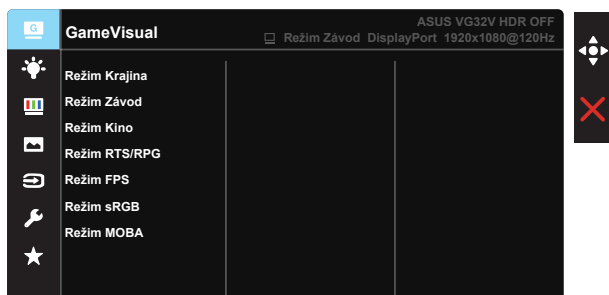 G
GameVisual
ASUS VG32V HDR OFF
Režim Závod DisplayPort 1920x1080@120Hz
Režim Krajina
Režim Závod
Režim Kino
Režim RTS/RPG
Režim FPS
Režim sRGB
Režim MOBA